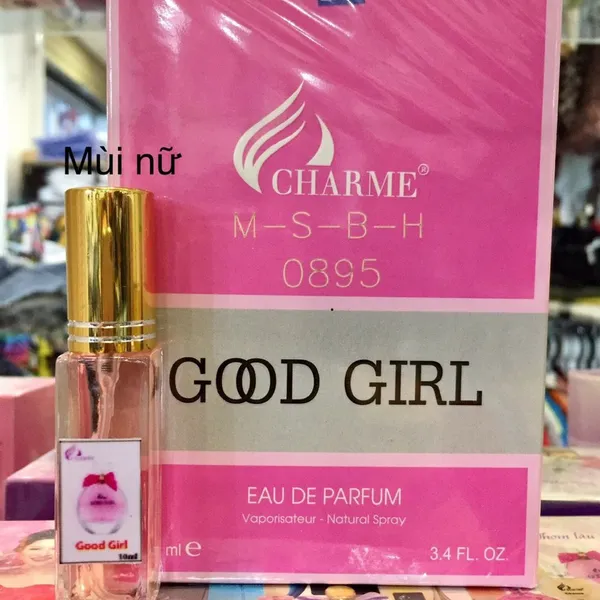 Mùi nữ
CHARME®
M-S-B-H
0895
GOOD GIRL
EAU DE PARFUM
Vaporisateur - Natural Spray
ml e
3.4 FL. OZ.
CHARME
Good Girl
10ml